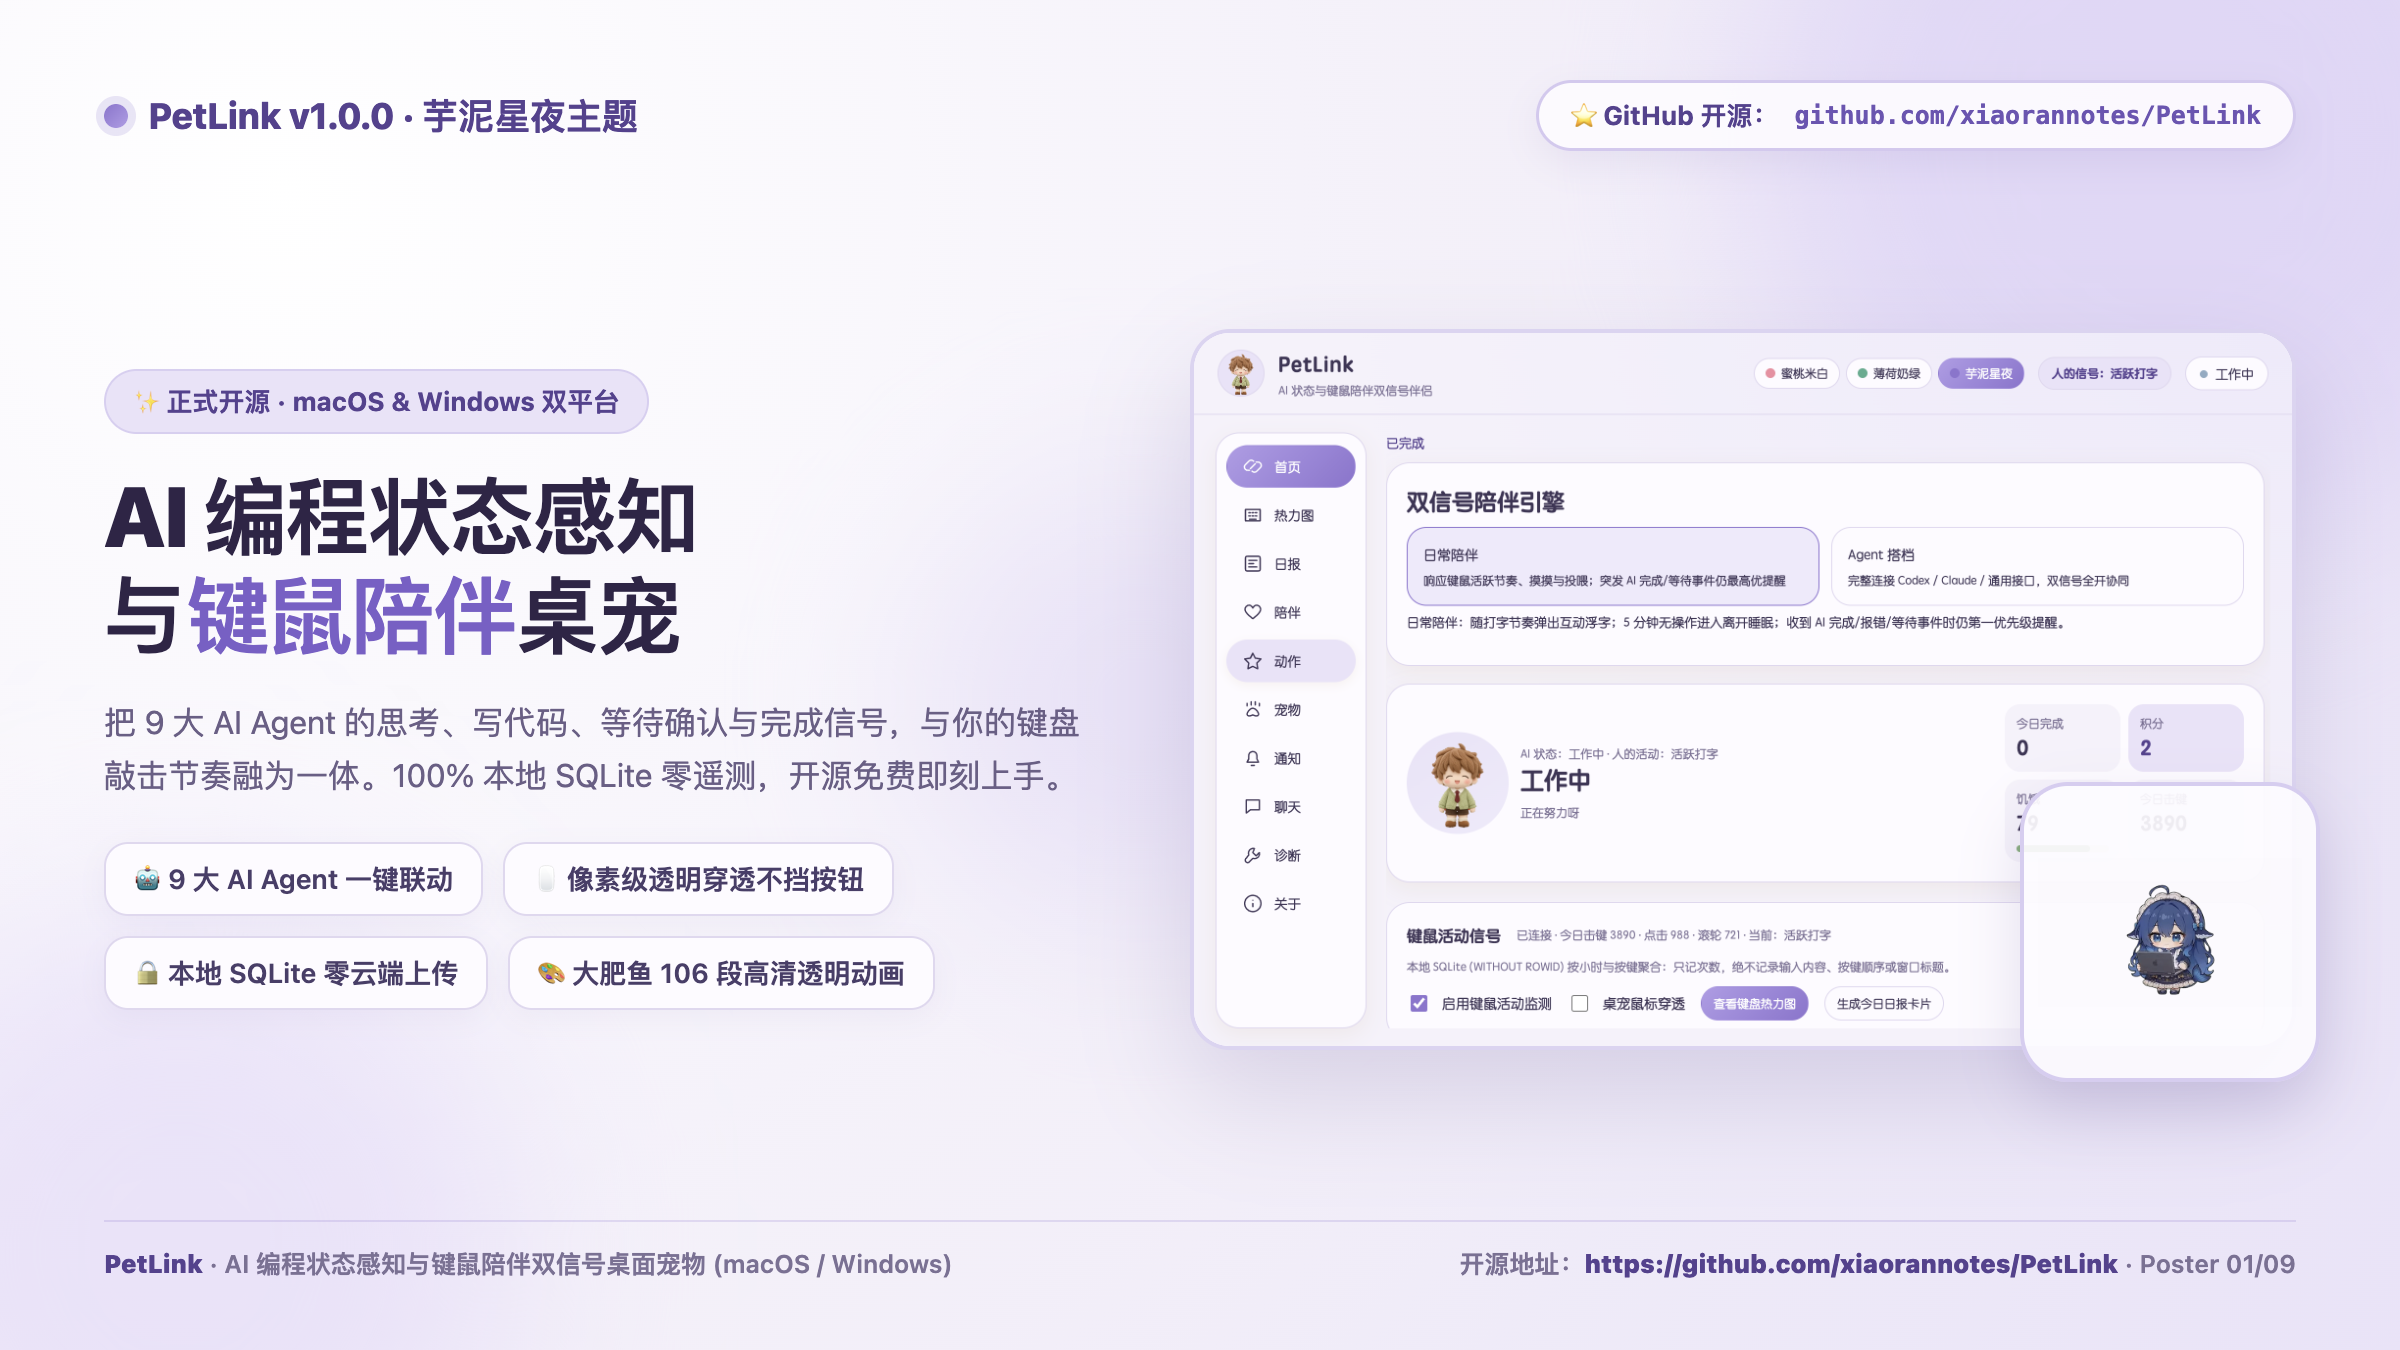 PetLink v1.0.0 · 芋泥星夜主题
⭐ GitHub 开源： github.com/xiaorannotes/PetLink
✨ 正式开源 · macOS & Windows 双平台
AI 编程状态感知
与键鼠陪伴桌宠
把 9 大 AI Agent 的思考、写代码、等待确认与完成信号，与你的键盘
敲击节奏融为一体。100% 本地 SQLite 零遥测，开源免费即刻上手。
🤖 9 大 AI Agent 一键联动
像素级透明穿透不挡按钮
🔒 本地 SQLite 零云端上传
🎨 大肥鱼 106 段高清透明动画
PetLink
AI 状态与键鼠陪伴双信号伴侣
蜜桃米白
薄荷奶绿
芋泥星夜
人的信号：活跃打字
工作中
首页
热力图
日报
陪伴
动作
宠物
通知
聊天
诊断
关于
已完成
双信号陪伴引擎
日常陪伴
响应键鼠活跃节奏、摸摸与投喂；突发 AI 完成/等待事件仍最高优提醒
Agent 搭档
完整连接 Codex / Claude / 通用接口，双信号全开协同
日常陪伴：随打字节奏弹出互动浮字；5 分钟无操作进入离开睡眠；收到 AI 完成/报错/等待事件时仍第一优先级提醒。
AI 状态：工作中 · 人的活动：活跃打字
工作中
正在努力呀
今日完成
0
积分
2
79
今日击键
3890
键鼠活动信号
已连接 · 今日击键 3890 · 点击 988 · 滚轮 721 · 当前：活跃打字
本地 SQLite (WITHOUT ROWID) 按小时与按键聚合：只记次数，绝不记录输入内容、按键顺序或窗口标题。
启用键鼠活动监测
桌宠鼠标穿透
查看键盘热力图
生成今日日报卡片
PetLink · AI 编程状态感知与键鼠陪伴双信号桌面宠物 (macOS / Windows)
开源地址：https://github.com/xiaorannotes/PetLink · Poster 01/09